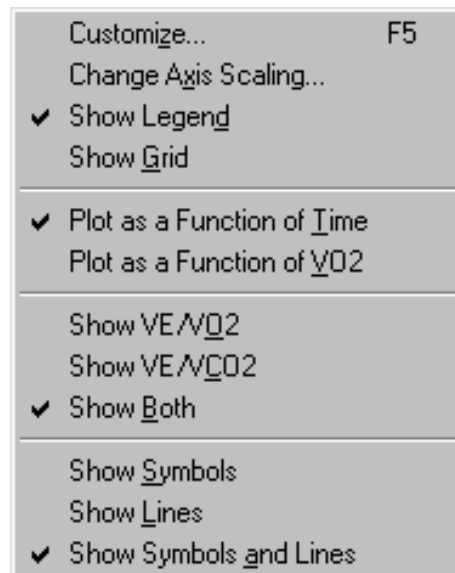 Customize... F5
Change Axis Scaling...
Show Legend
Show Grid
Plot as a Function of Time
Plot as a Function of VO2
Show VE/VO2
Show VE/VCO2
Show Both
Show Symbols
Show Lines
Show Symbols and Lines